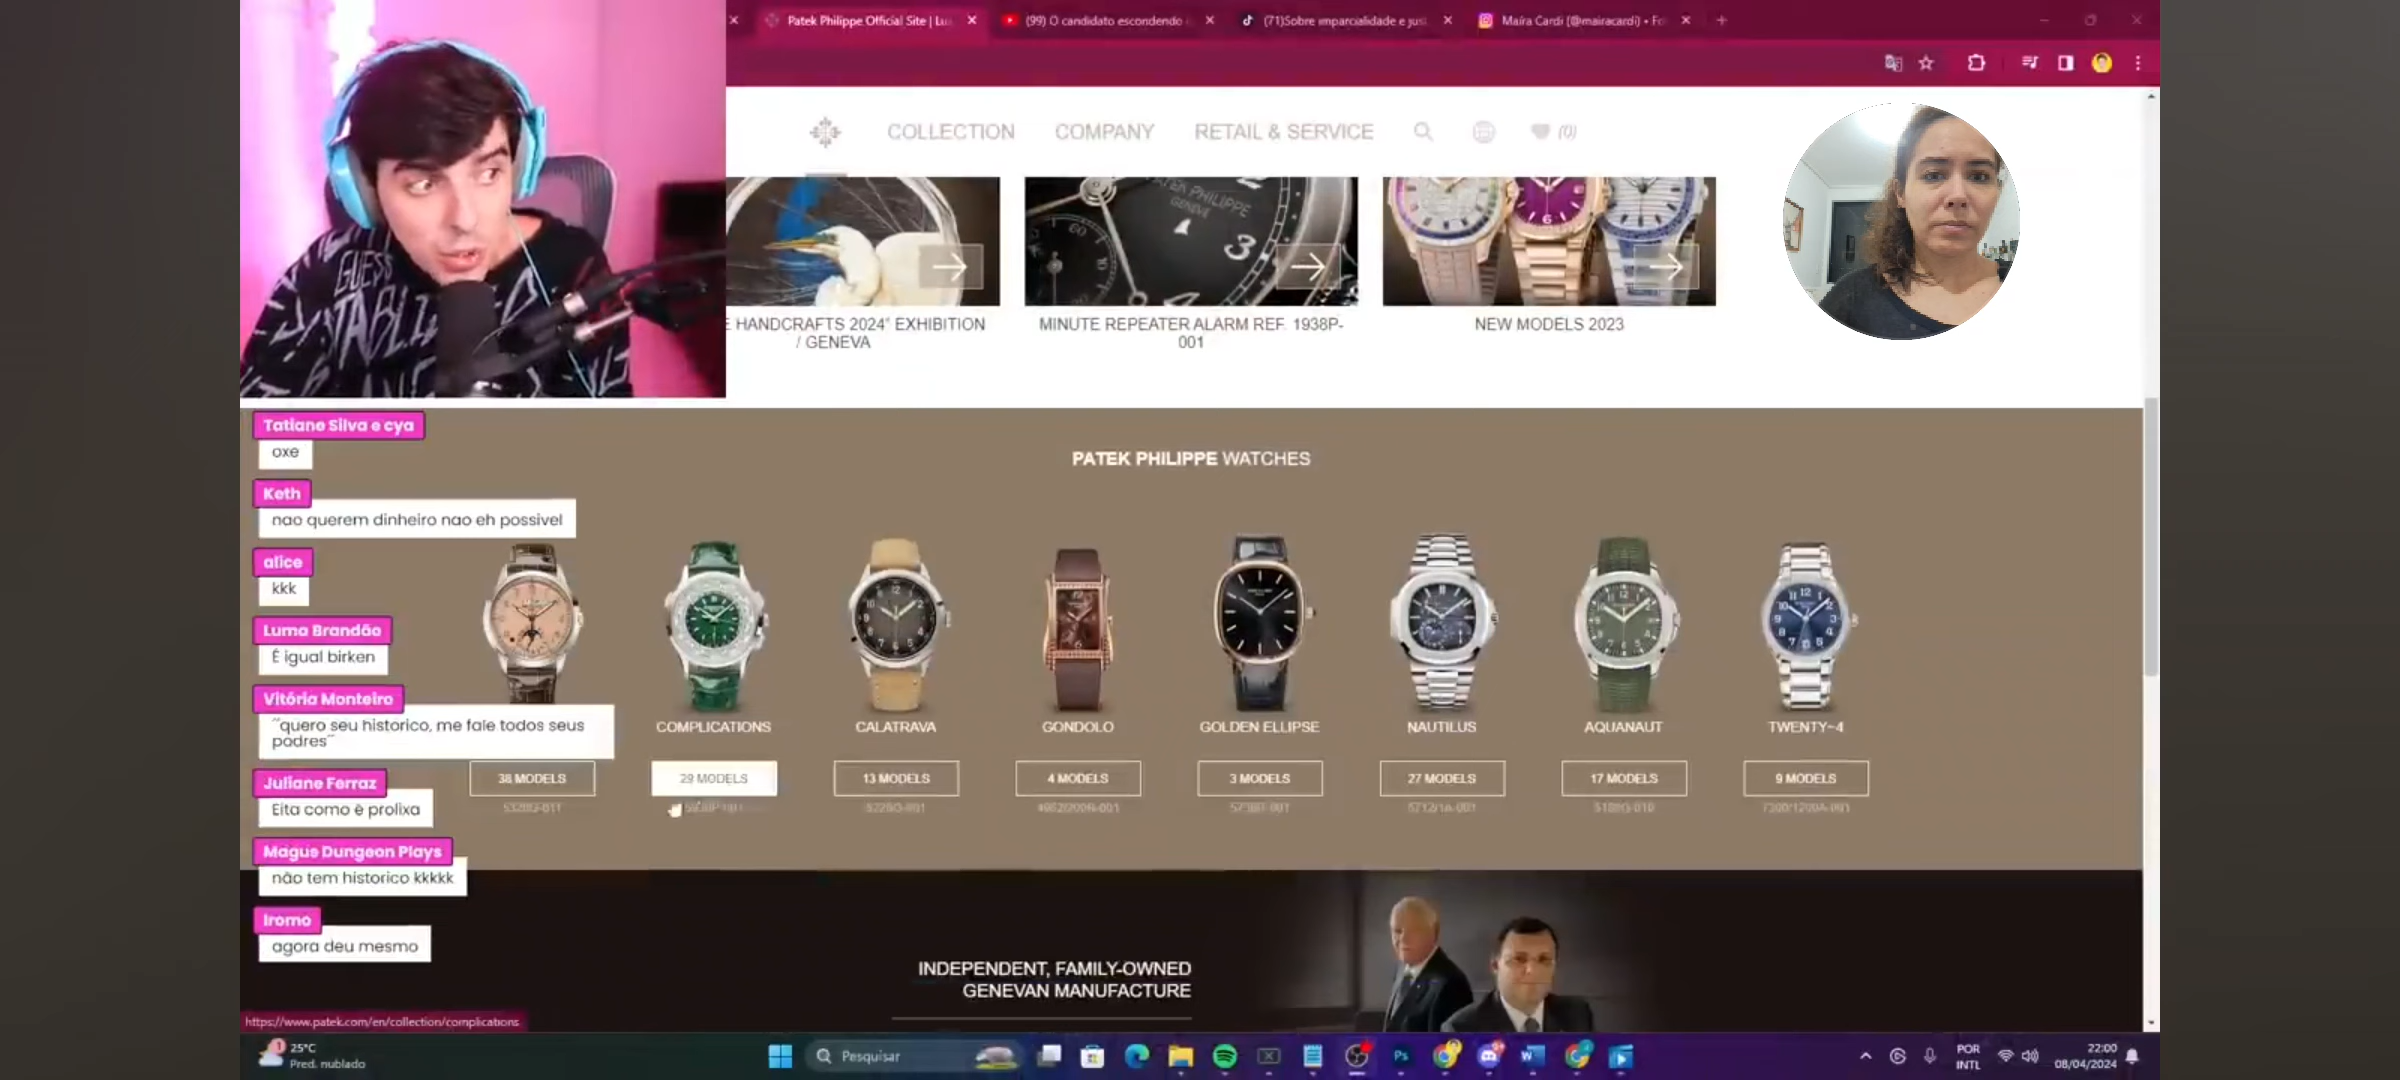 Patek Philippe Official Site | Lu
(99) O candidato escondendo
(71)Sobre imparcialidade e just
Maíra Cardi (@mairacardi) • Fo
COLLECTION
COMPANY
RETAIL & SERVICE
(0)
GUESS
PATEK PHILIPPE
GENEVE
E HANDCRAFTS 2024" EXHIBITION
/ GENEVA
MINUTE REPEATER ALARM REF. 1938P-
001
NEW MODELS 2023
PATEK PHILIPPE WATCHES
Tatiane Silva e cya
oxe
Keth
nao querem dinheiro nao eh possivel
alice
kkk
Luma Brandão
É igual birken
Vitória Monteiro
´´quero seu historico, me fale todos seus
podres´´
Juliane Ferraz
Eita como é prolixa
Magus Dungeon Plays
não tem historico kkkkk
Iromo
agora deu mesmo
COMPLICATIONS
CALATRAVA
GONDOLO
GOLDEN ELLIPSE
NAUTILUS
AQUANAUT
TWENTY~4
38 MODELS
29 MODELS
13 MODELS
4 MODELS
3 MODELS
27 MODELS
17 MODELS
9 MODELS
INDEPENDENT, FAMILY-OWNED
GENEVAN MANUFACTURE
https://www.patek.com/en/collection/complications
25°C
Pred. nublado
Pesquisar
POR
INTL
22:00
08/04/2024